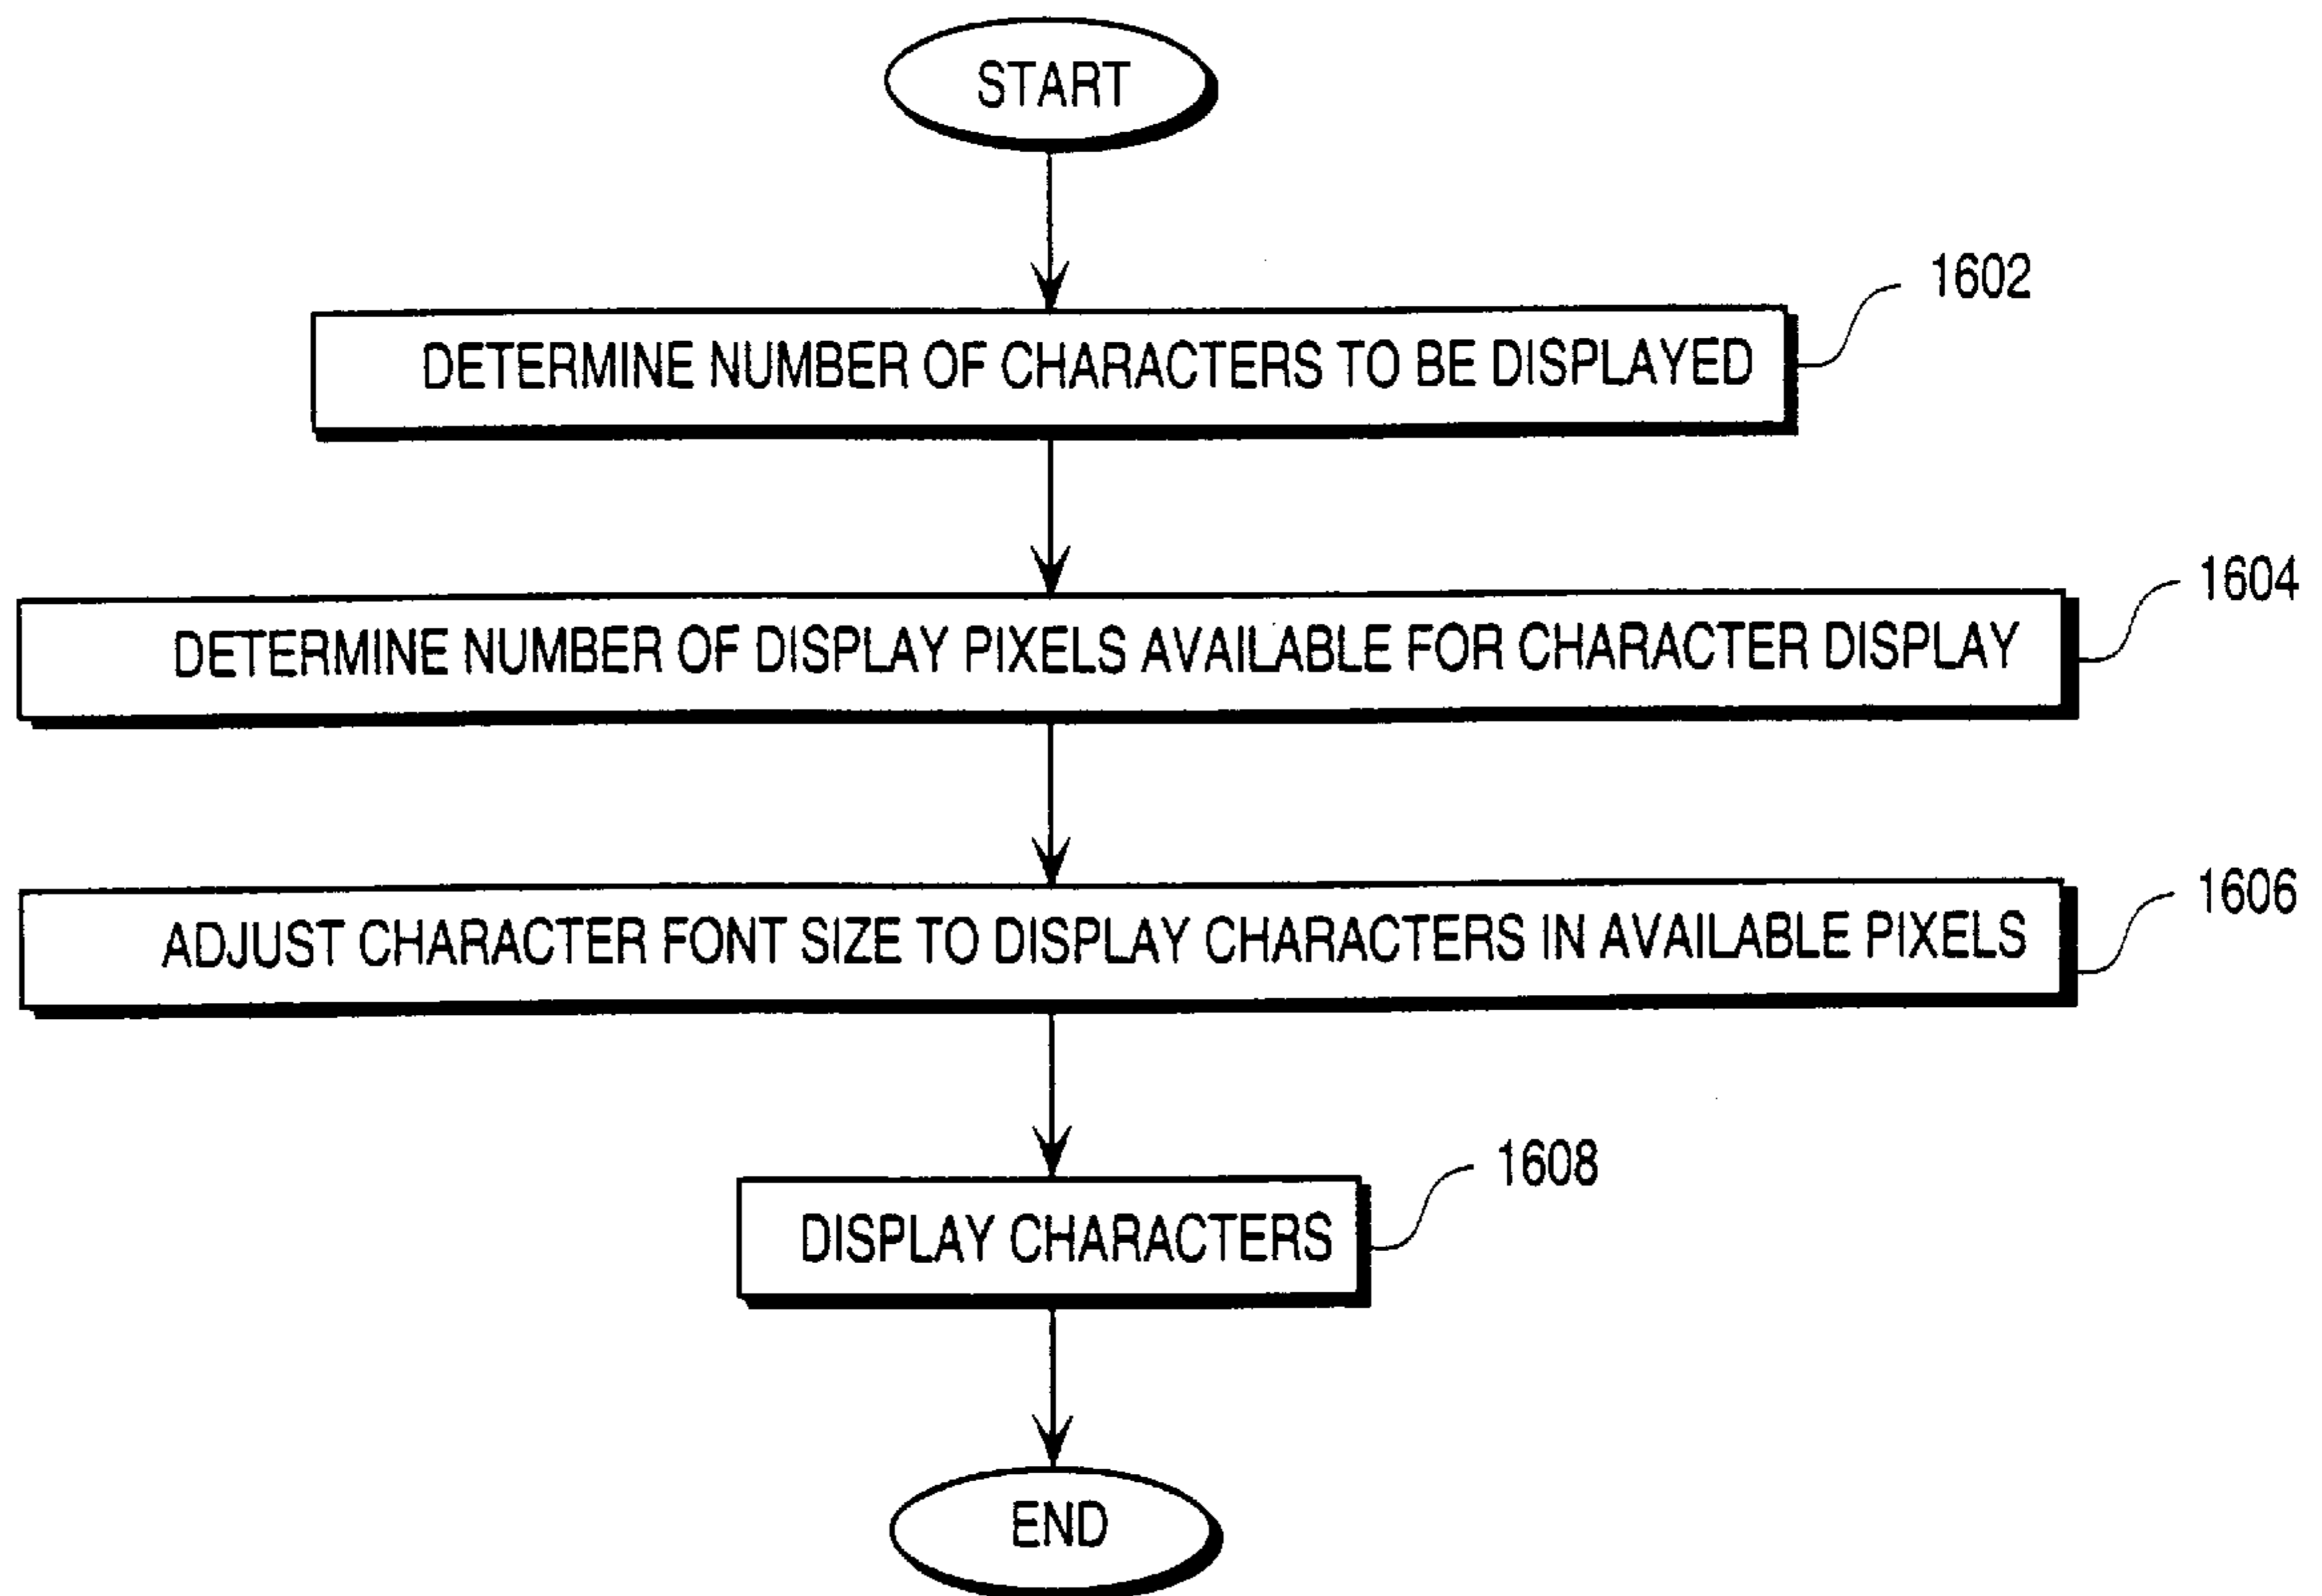 START
1602
DETERMINE NUMBER OF CHARACTERS TO BE DISPLAYED
1604
DETERMINE NUMBER OF DISPLAY PIXELS AVAILABLE FOR CHARACTER DISPLAY
1606
ADJUST CHARACTER FONT SIZE TO DISPLAY CHARACTERS IN AVAILABLE PIXELS
1608
DISPLAY CHARACTERS
END